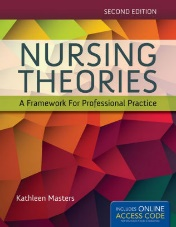 SECOND EDITION
NURSING
THEORIES
A Framework For Professional Practice
Kathleen Masters
INCLUDES ONLINE
ACCESS CODE